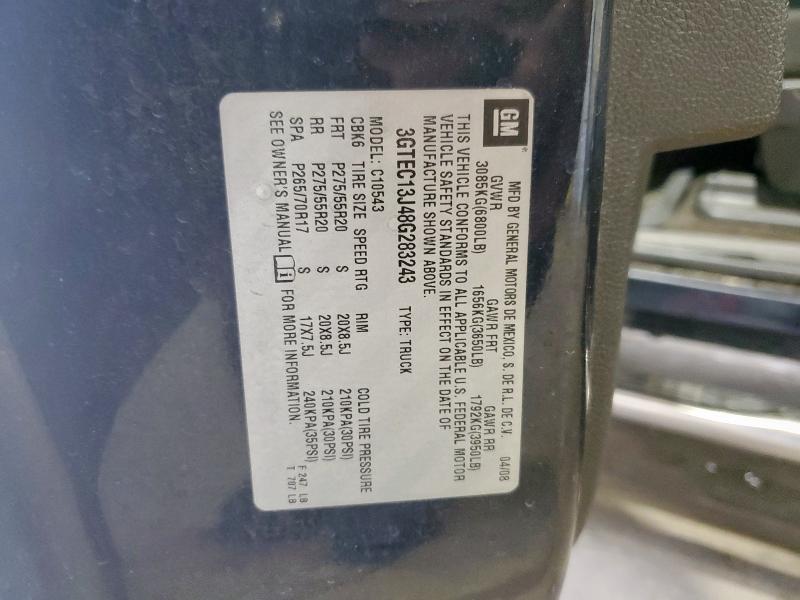 GM
MFD BY GENERAL MOTORS DE MEXICO, S. DE R.L. DE C.V. 04/08
GVWR GAWR FRT GAWR RR
3085KG(6800LB) 1656KG(3650LB) 1792KG(3950LB)
THIS VEHICLE CONFORMS TO ALL APPLICABLE U.S. FEDERAL MOTOR
VEHICLE SAFETY STANDARDS IN EFFECT ON THE DATE OF
MANUFACTURE SHOWN ABOVE.
3GTEC13J48G283243 TYPE: TRUCK
MODEL: C10543
CBK6 TIRE SIZE SPEED RTG RIM COLD TIRE PRESSURE
FRT P275/55R20 S 20X8.5J 210KPA(30PSI)
RR P275/55R20 S 20X8.5J 210KPA(30PSI)
SPA P265/70R17 S 17X7.5J 240KPA(35PSI)
SEE OWNER'S MANUAL FOR MORE INFORMATION.
F 247 LB
T 707 LB